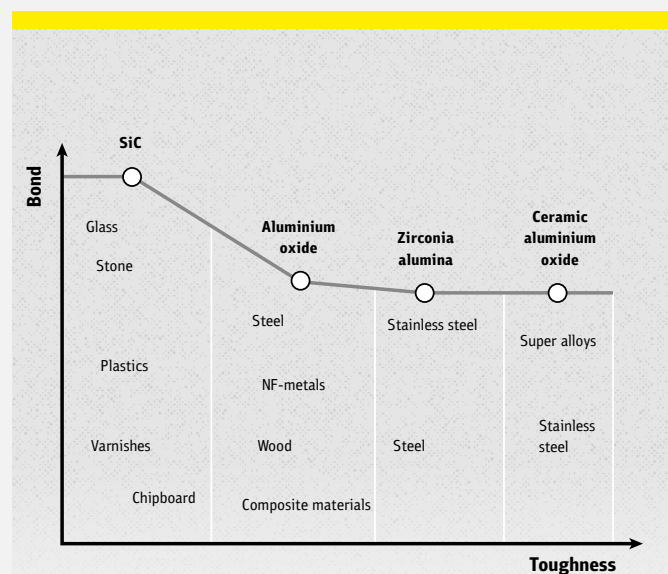 SiC
Bond
Aluminium
oxide
Zirconia
alumina
Ceramic
aluminium
oxide
Glass
Stone
Plastics
Varnishes
Chipboard
Steel
NF-metals
Wood
Composite materials
Stainless steel
Steel
Super alloys
Stainless
steel
Toughness